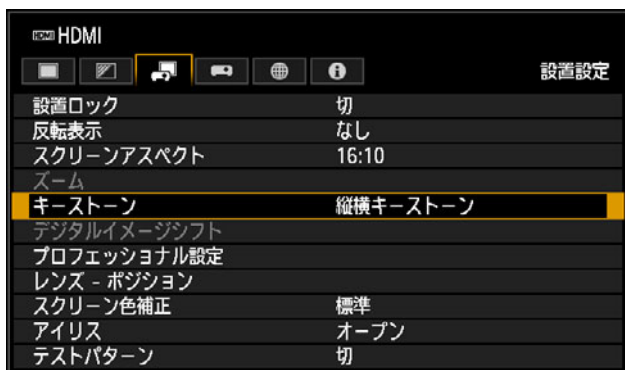 HDMI HDMI
設置設定
設置ロック 切
反転表示 なし
スクリーンアスペクト 16:10
ズーム
キーストーン 縦横キーストーン
デジタルイメージシフト
プロフェッショナル設定
レンズ - ポジション
スクリーン色補正 標準
アイリス オープン
テストパターン 切